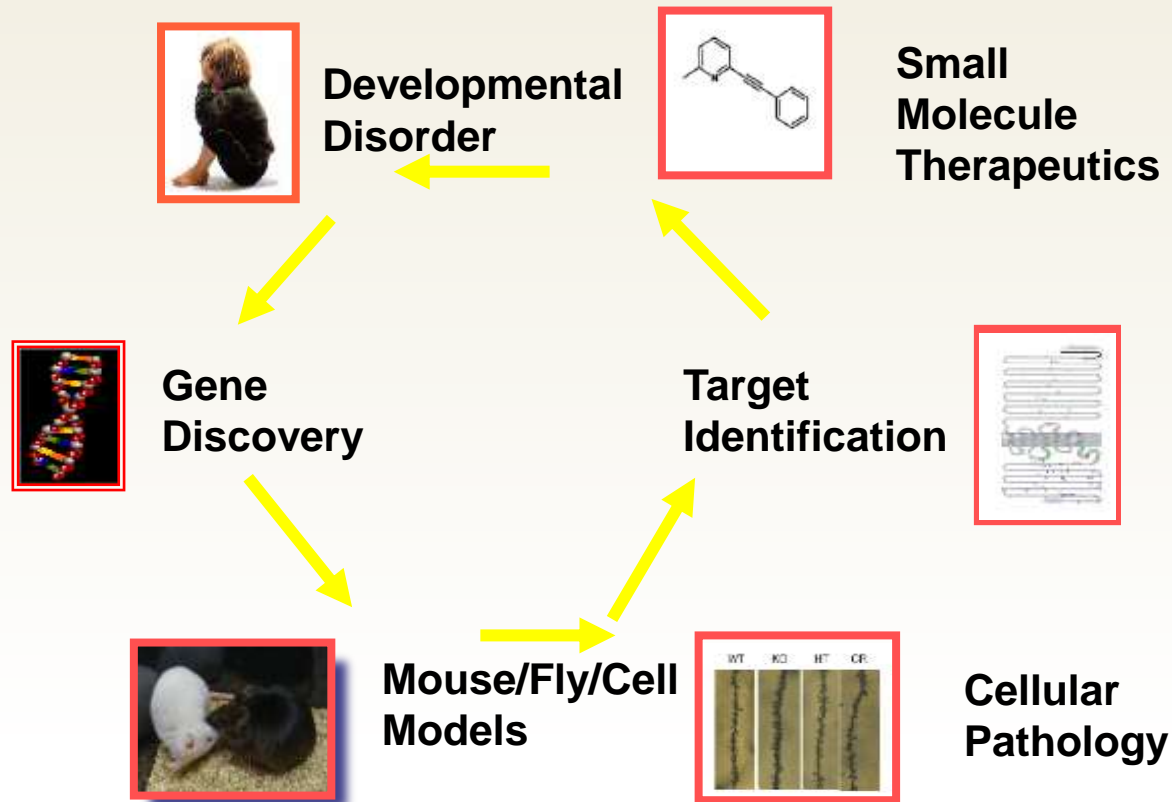 Developmental
Disorder
N
Small
Molecule
Therapeutics
Gene
Discovery
Target
Identification
Mouse/Fly/Cell
Models
WT KO HT CR
Cellular
Pathology